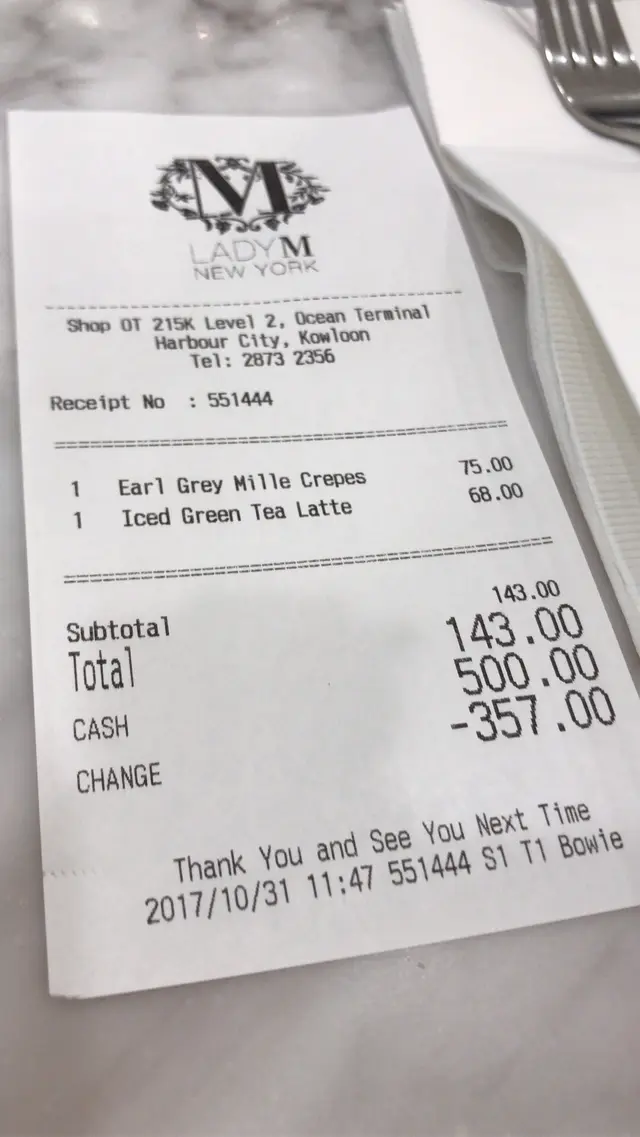 M
LADY M
NEW YORK
Shop OT 215K Level 2, Ocean Terminal
Harbour City, Kowloon
Tel: 2873 2356
Receipt No : 551444
1 Earl Grey Mille Crepes 75.00
1 Iced Green Tea Latte 68.00
Subtotal 143.00
Total 143.00
CASH 500.00
CHANGE -357.00
Thank You and See You Next Time
2017/10/31 11:47 551444 S1 T1 Bowie